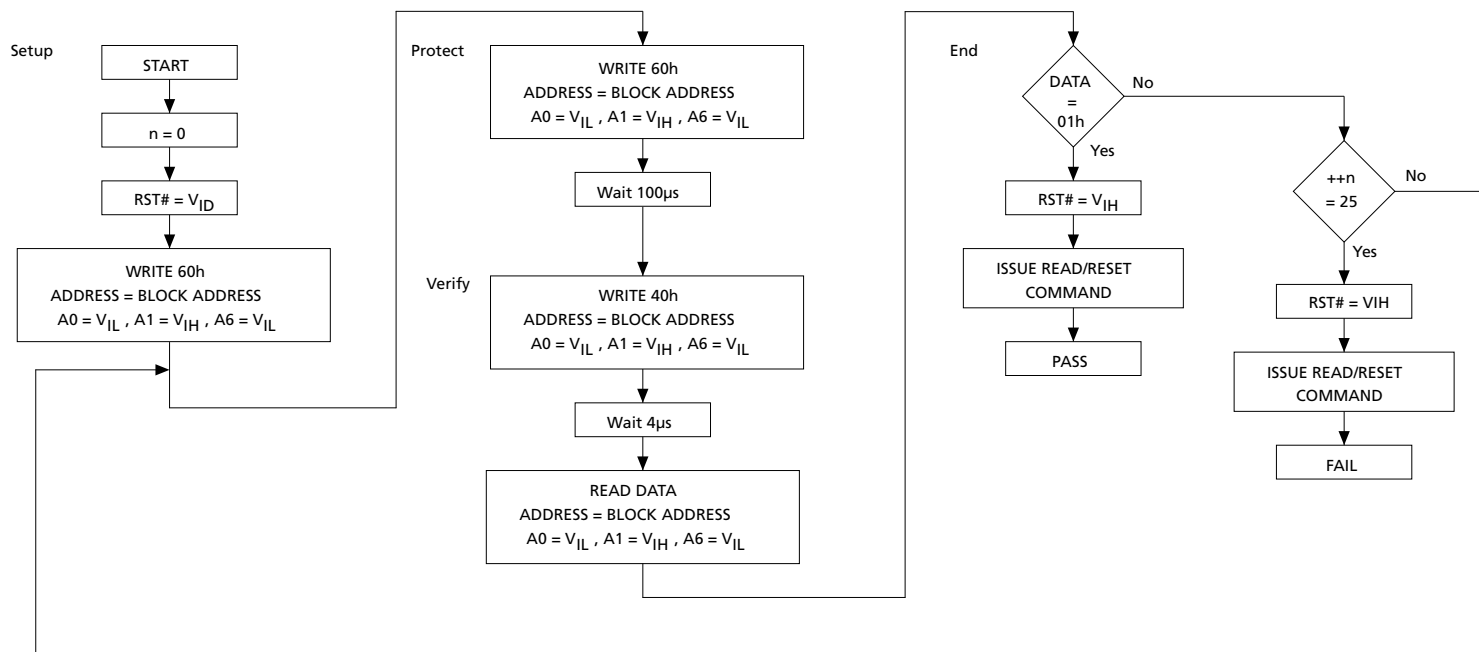 Setup
START
n = 0
RST# = VID
WRITE 60h
ADDRESS = BLOCK ADDRESS
A0 = VIL , A1 = VIH , A6 = VIL
Protect
WRITE 60h
ADDRESS = BLOCK ADDRESS
A0 = VIL , A1 = VIH , A6 = VIL
Wait 100µs
Verify
WRITE 40h
ADDRESS = BLOCK ADDRESS
A0 = VIL , A1 = VIH , A6 = VIL
Wait 4µs
READ DATA
ADDRESS = BLOCK ADDRESS
A0 = VIL , A1 = VIH , A6 = VIL
End
DATA
=
01h
No
Yes
RST# = VIH
ISSUE READ/RESET
COMMAND
PASS
++n
= 25
No
Yes
RST# = VIH
ISSUE READ/RESET
COMMAND
FAIL